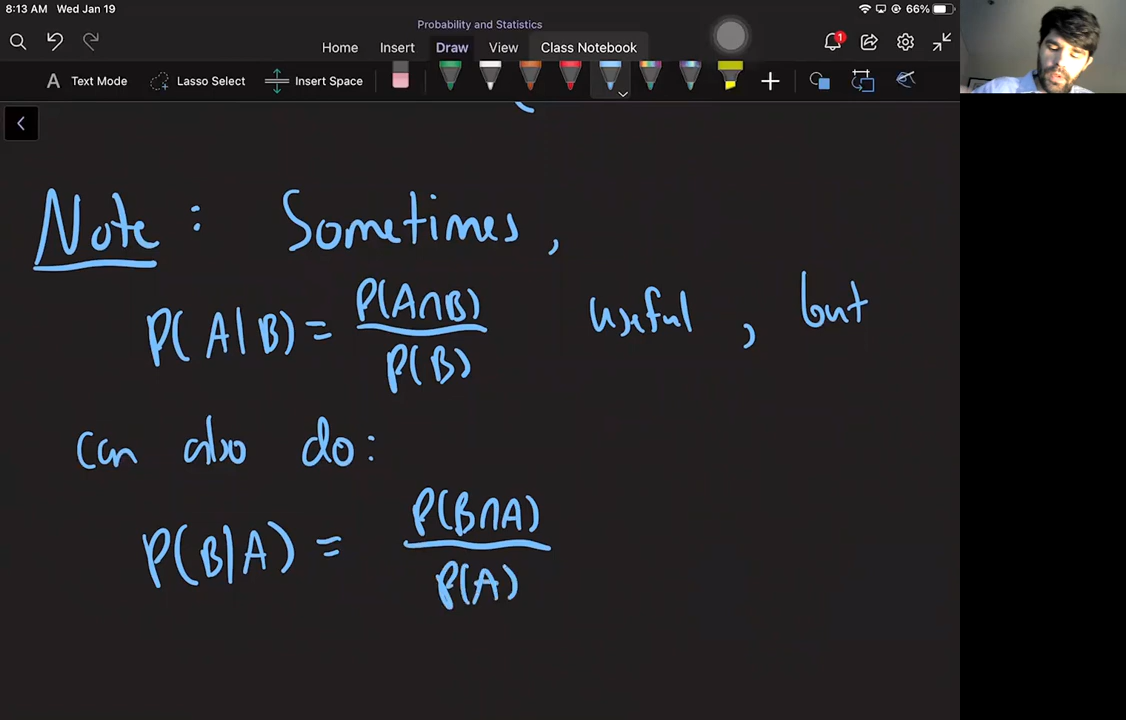 8:13 AM Wed Jan 19
66%
Probability and Statistics
Home Insert Draw View Class Notebook
1
A Text Mode Lasso Select Insert Space
Note: Sometimes,
P(A|B) = P(A∩B) / P(B) useful, but
can also do:
P(B|A) = P(B∩A) / P(A)